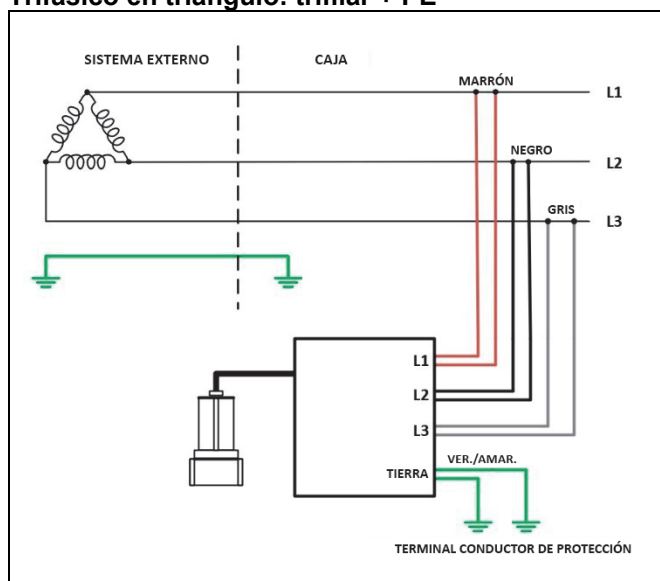 Trifásico en triángulo: trifilar + PE
SISTEMA EXTERNO
CAJA
MARRÓN
L1
NEGRO
L2
GRIS
L3
L1
L2
L3
VER./AMAR.
TIERRA
TERMINAL CONDUCTOR DE PROTECCIÓN